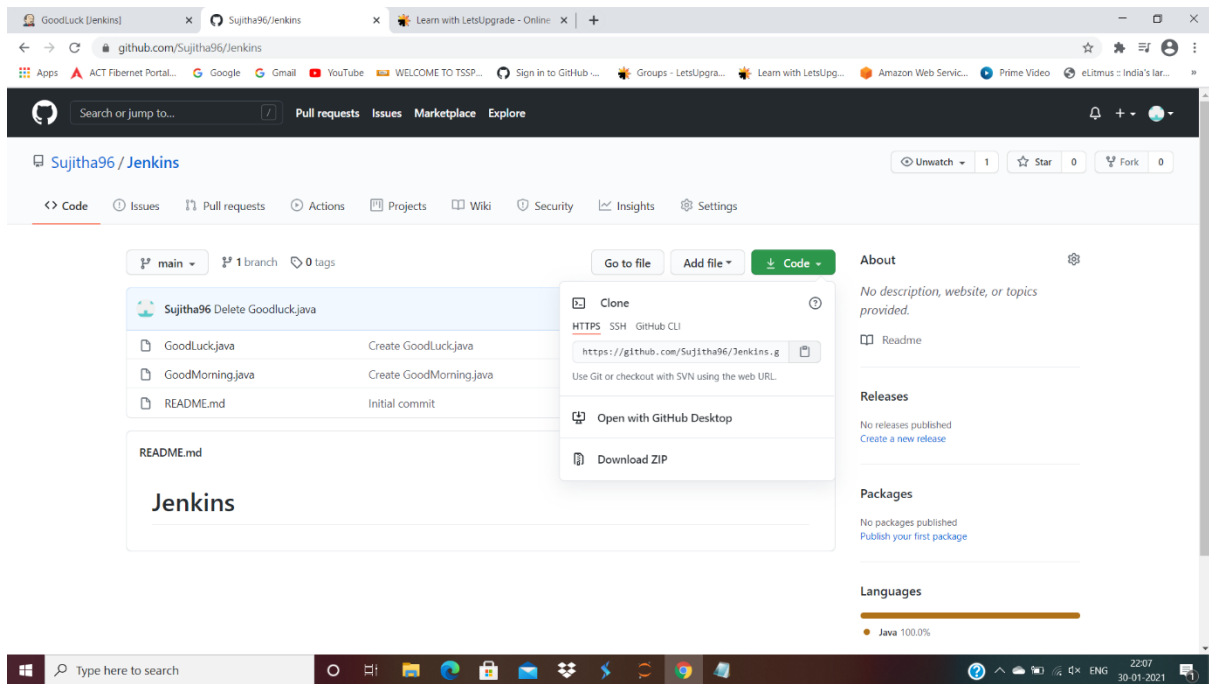 GoodLuck [Jenkins]
Sujitha96/Jenkins
Learn with LetsUpgrade - Online
github.com/Sujitha96/Jenkins
Apps
ACT Fibernet Portal...
Google
Gmail
YouTube
WELCOME TO TSSP...
Sign in to GitHub ·...
Groups - LetsUpgra...
Learn with LetsUpg...
Amazon Web Servic...
Prime Video
eLitmus :: India's lar...
»
Search or jump to...
/
Pull requests Issues Marketplace Explore
Sujitha96 / Jenkins
Unwatch 1
Star 0
Fork 0
Code
Issues
Pull requests
Actions
Projects
Wiki
Security
Insights
Settings
main
1 branch
0 tags
Go to file
Add file
Code
Sujitha96 Delete Goodluck.java
GoodLuck.java Create GoodLuck.java
GoodMorning.java Create GoodMorning.java
README.md Initial commit
README.md
Jenkins
Clone
HTTPS SSH GitHub CLI
https://github.com/Sujitha96/Jenkins.g
Use Git or checkout with SVN using the web URL.
Open with GitHub Desktop
Download ZIP
About
No description, website, or topics
provided.
Readme
Releases
No releases published
Create a new release
Packages
No packages published
Publish your first package
Languages
Java 100.0%
Type here to search
ENG
22:07
30-01-2021
1